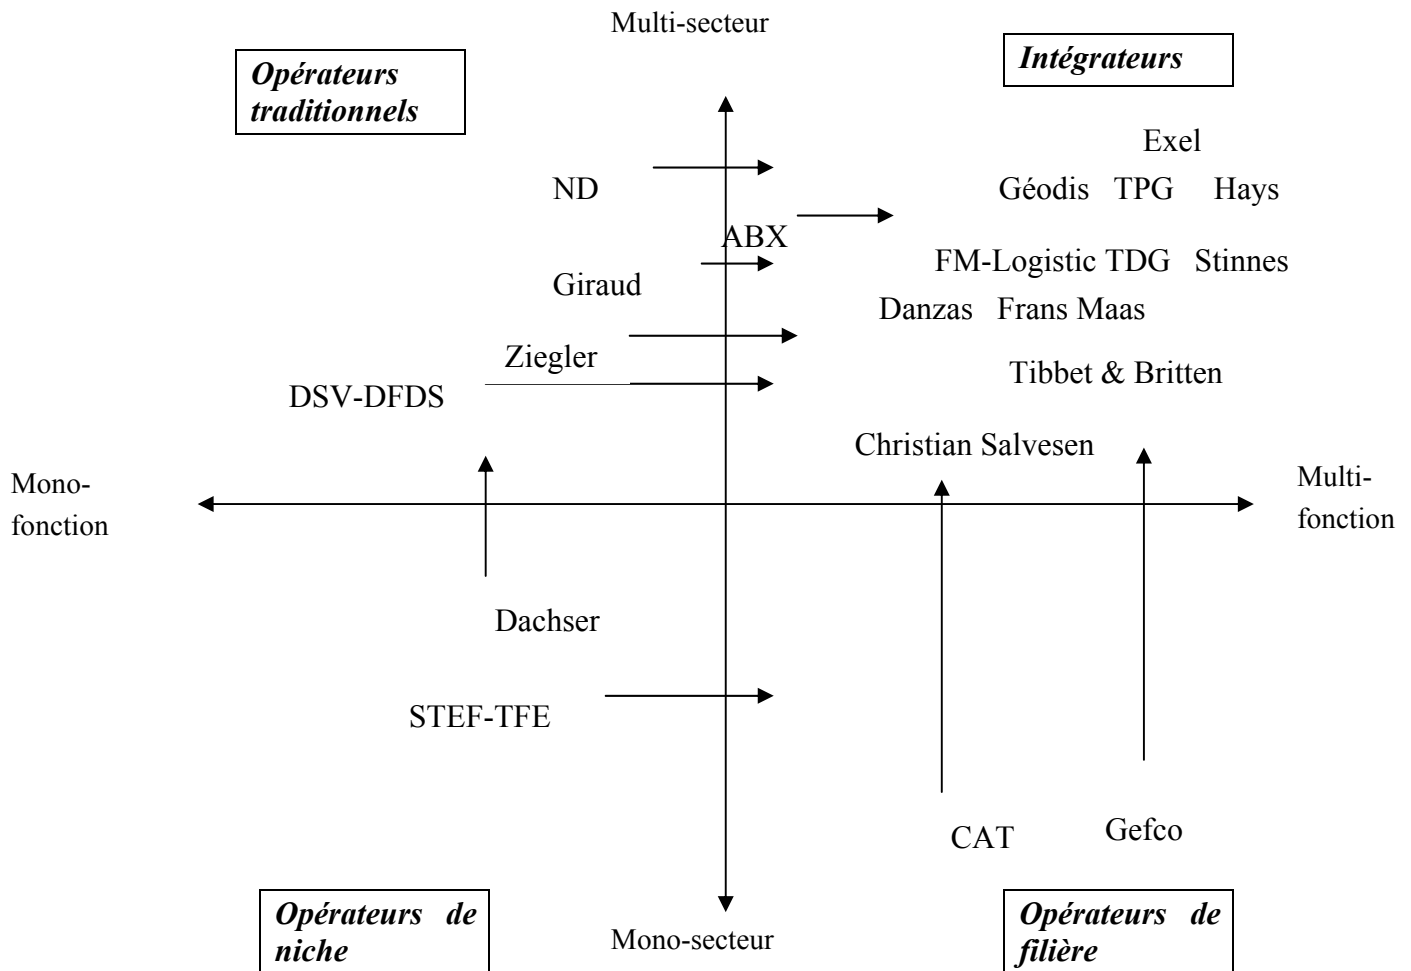 Multi-secteur
Opérateurs
traditionnels
Intégrateurs
Exel
ND
Géodis TPG Hays
ABX
FM-Logistic TDG Stinnes
Giraud
Danzas Frans Maas
Ziegler
Tibbet & Britten
DSV-DFDS
Christian Salvesen
Mono-
fonction
Multi-
fonction
Dachser
STEF-TFE
CAT
Gefco
Opérateurs de
niche
Mono-secteur
Opérateurs de
filière